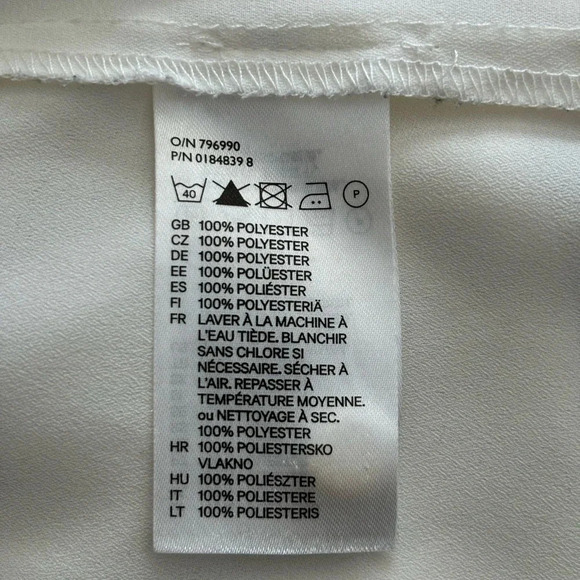 O/N 796990
P/N 0184839 8
40 P
GB 100% POLYESTER
CZ 100% POLYESTER
DE 100% POLYESTER
EE 100% POLÜESTER
ES 100% POLIÉSTER
FI 100% POLYESTERIÄ
FR LAVER À LA MACHINE À
L'EAU TIÈDE. BLANCHIR
SANS CHLORE SI
NÉCESSAIRE. SÉCHER À
L'AIR. REPASSER À
TEMPÉRATURE MOYENNE.
ou NETTOYAGE À SEC.
100% POLYESTER
HR 100% POLIESTERSKO
VLAKNO
HU 100% POLIÉSZTER
IT 100% POLIESTERE
LT 100% POLIESTERIS